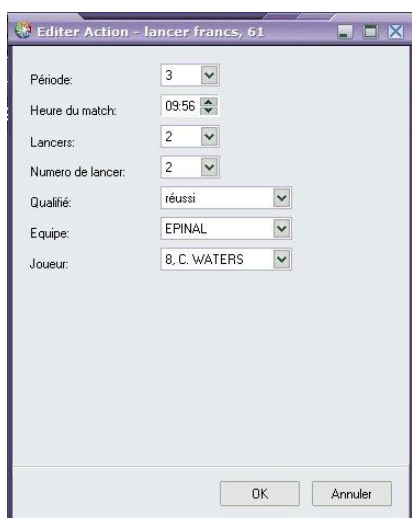 Editer Action - lancer francs, 61
Période: 3
Heure du match: 09:56
Lancers: 2
Numero de lancer: 2
Qualifié: réussi
Equipe: EPINAL
Joueur: 8, C. WATERS
OK Annuler